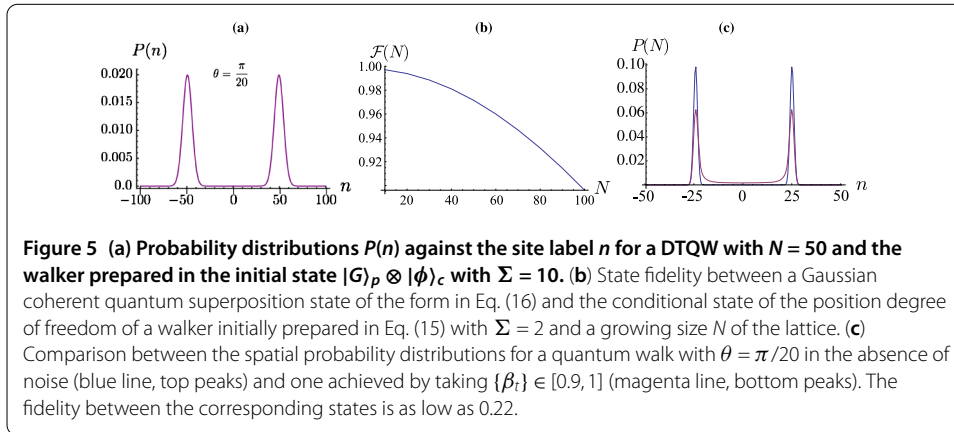 (a)
P(n)
θ = π/20
0.020
0.015
0.010
0.005
0.0
−100
−50
0
50
100
n
(b)
F(N)
1.00
0.98
0.96
0.94
0.92
20
40
60
80
100
N
(c)
P(N)
0.10
0.08
0.06
0.04
0.02
-50
-25
0
25
50
n
Figure 5 (a) Probability distributions P(n) against the site label n for a DTQW with N = 50 and the
walker prepared in the initial state |G⟩p ⊗ |ϕ⟩c with Σ = 10. (b) State fidelity between a Gaussian
coherent quantum superposition state of the form in Eq. (16) and the conditional state of the position degree
of freedom of a walker initially prepared in Eq. (15) with Σ = 2 and a growing size N of the lattice. (c)
Comparison between the spatial probability distributions for a quantum walk with θ = π/20 in the absence of
noise (blue line, top peaks) and one achieved by taking {βt} ∈ [0.9, 1] (magenta line, bottom peaks). The
fidelity between the corresponding states is as low as 0.22.